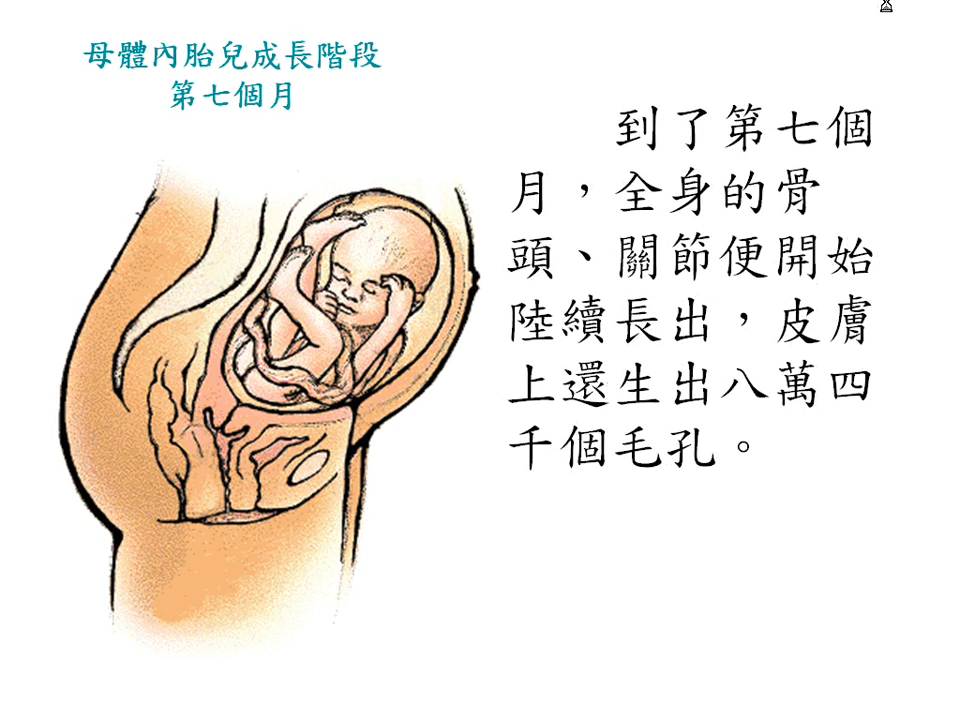 母體內胎兒成長階段
第七個月
到了第七個
月，全身的骨
頭、關節便開始
陸續長出，皮膚
上還生出八萬四
千個毛孔。